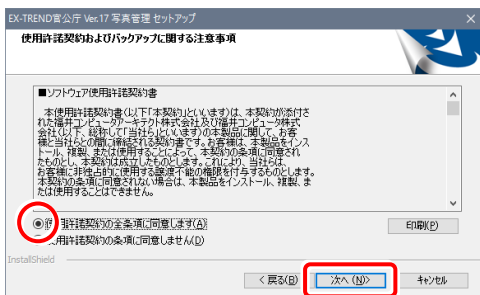 EX-TREND官公庁 Ver.17 写真管理 セットアップ
使用許諾契約およびバックアップに関する注意事項
■ソフトウェア使用許諾契約書
本使用許諾契約書(以下「本契約」といいます)は、本契約が添付さ
れた福井コンピュータアーキテクト株式会社及び福井コンピュータ株式
会社(以下、総称して「当社ら」といいます)の本製品に関して、お客
様と当社らとの間に締結される契約書です。お客様は、本製品をインス
トール、複製、または使用することによって、本契約の条項に同意され
たものとし、本契約は成立したものとします。これにより、当社らは、
お客様に非独占的に使用する譲渡不能の権限を付与するものとします。
本契約の条項に同意されない場合は、本製品をインストール、複製、ま
たは使用することはできません。
使用許諾契約の全条項に同意します(A)
使用許諾契約の条項に同意しません(D)
印刷(P)
InstallShield
< 戻る(B)
次へ (N)>
キャンセル